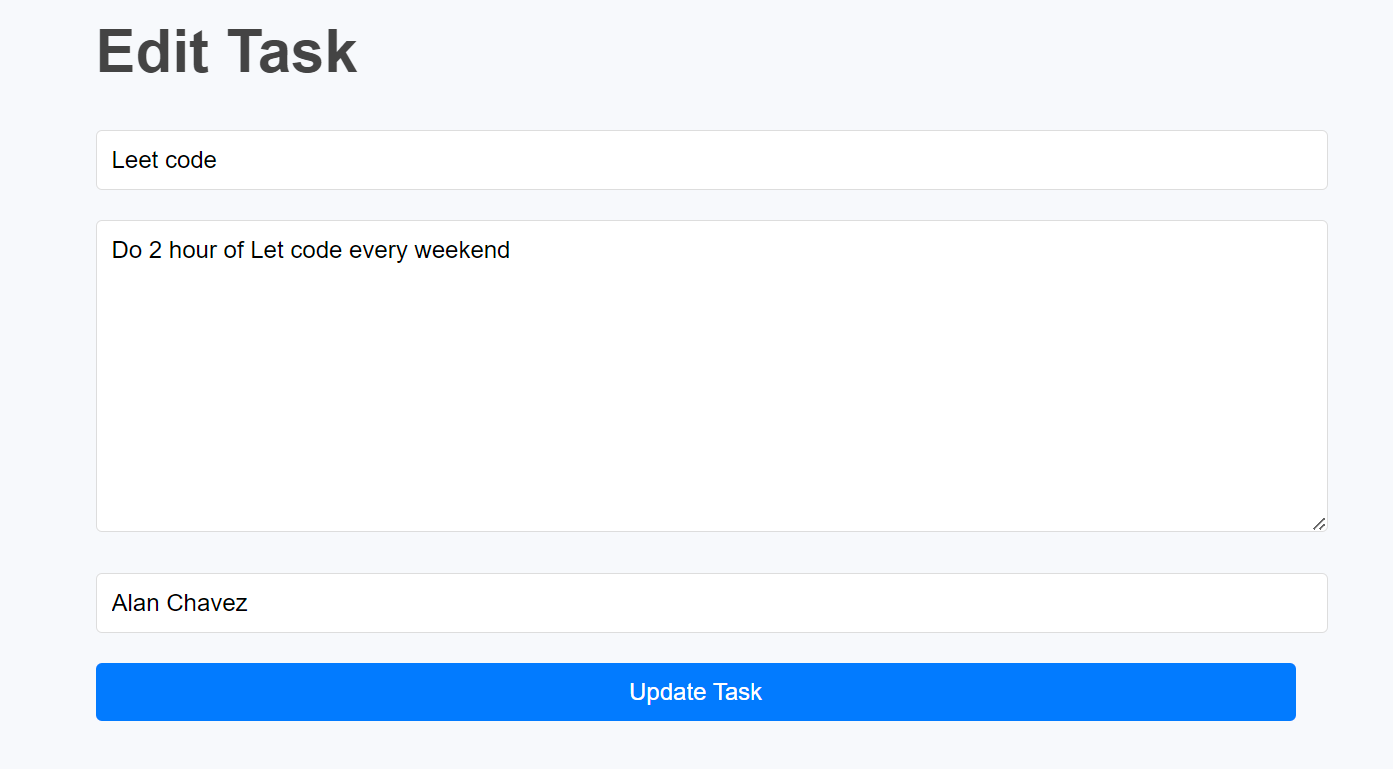 Edit Task
Leet code
Do 2 hour of Let code every weekend
Alan Chavez
Update Task